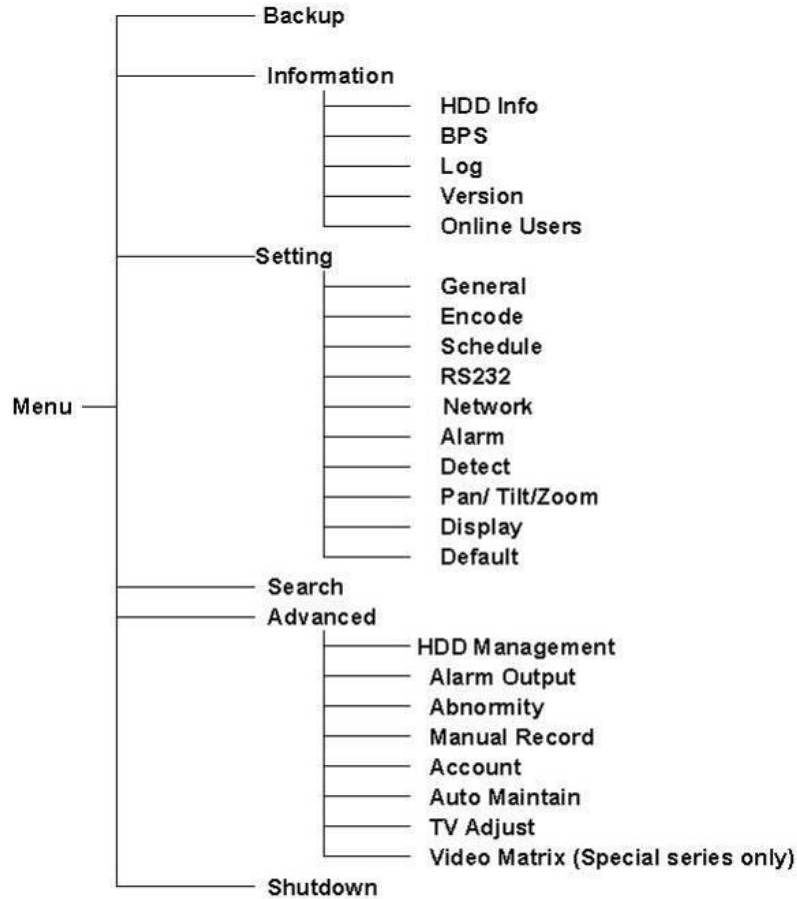 Backup
Information
HDD Info
BPS
Log
Version
Online Users
Setting
General
Encode
Schedule
RS232
Menu
Network
Alarm
Detect
Pan/ Tilt/Zoom
Display
Default
Search
Advanced
HDD Management
Alarm Output
Abnormity
Manual Record
Account
Auto Maintain
TV Adjust
Video Matrix (Special series only)
Shutdown